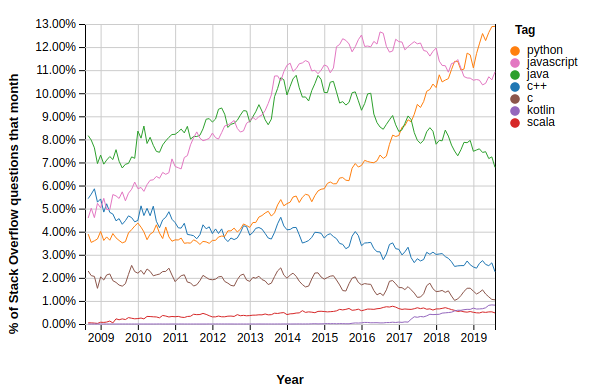 13.00%
12.00%
11.00%
10.00%
9.00%
8.00%
7.00%
6.00%
5.00%
4.00%
3.00%
2.00%
1.00%
0.00%
% of Stack Overflow questions that month
2009 2010 2011 2012 2013 2014 2015 2016 2017 2018 2019
Year
Tag
python
javascript
java
c++
c
kotlin
scala